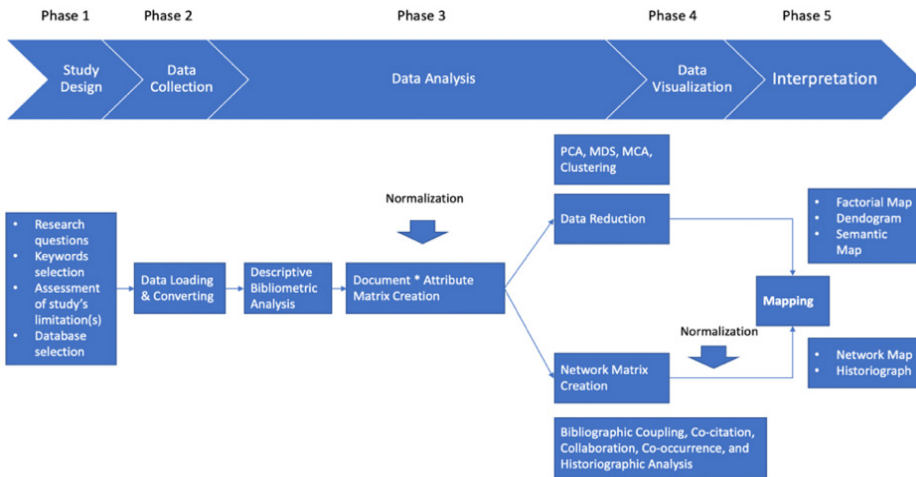 Phase 1
Phase 2
Phase 3
Phase 4
Phase 5
Study
Design
Data
Collection
Data Analysis
Data
Visualization
Interpretation
PCA, MDS, MCA,
Clustering
Normalization
Data Reduction
• Factorial Map
• Dendogram
• Semantic
Map
• Research
questions
• Keywords
selection
• Assessment
of study's
limitation(s)
• Database
selection
Data Loading
& Converting
Descriptive
Bibliometric
Analysis
Document * Attribute
Matrix Creation
Mapping
Normalization
Network Matrix
Creation
• Network Map
• Historiograph
Bibliographic Coupling, Co-citation,
Collaboration, Co-occurrence, and
Historiographic Analysis